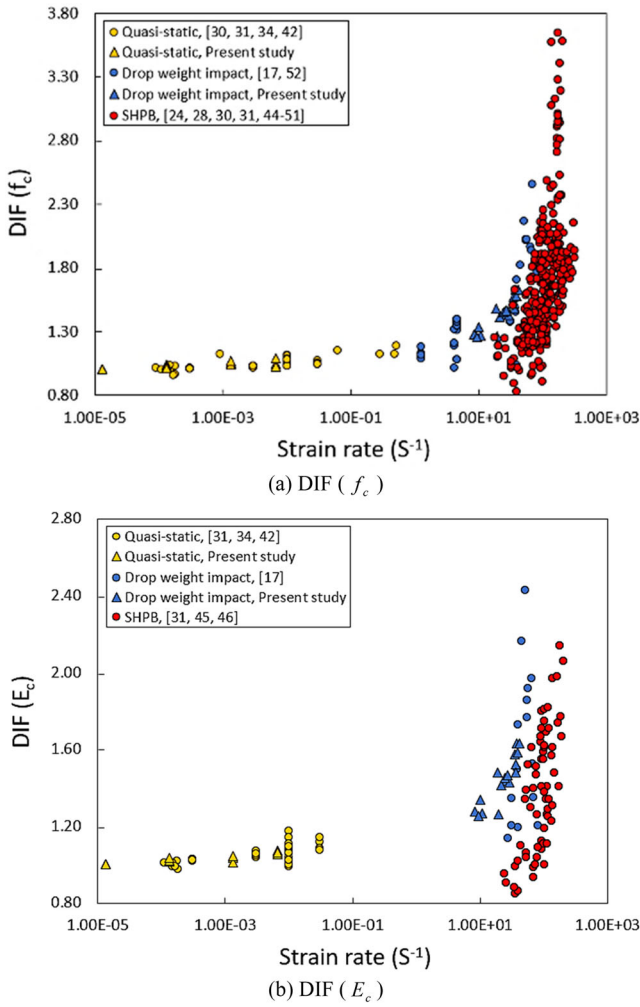 3.80
3.30
2.80
2.30
1.80
1.30
0.80
DIF (fc)
Quasi-static, [30, 31, 34, 42]
Quasi-static, Present study
Drop weight impact, [17, 52]
Drop weight impact, Present study
SHPB, [24, 28, 30, 31, 44-51]
1.00E-05 1.00E-03 1.00E-01 1.00E+01 1.00E+03
Strain rate (S-1)
(a) DIF ( fc )
2.80
2.40
2.00
1.60
1.20
0.80
DIF (Ec)
Quasi-static, [31, 34, 42]
Quasi-static, Present study
Drop weight impact, [17]
Drop weight impact, Present study
SHPB, [31, 45, 46]
1.00E-05 1.00E-03 1.00E-01 1.00E+01 1.00E+03
Strain rate (S-1)
(b) DIF ( Ec )